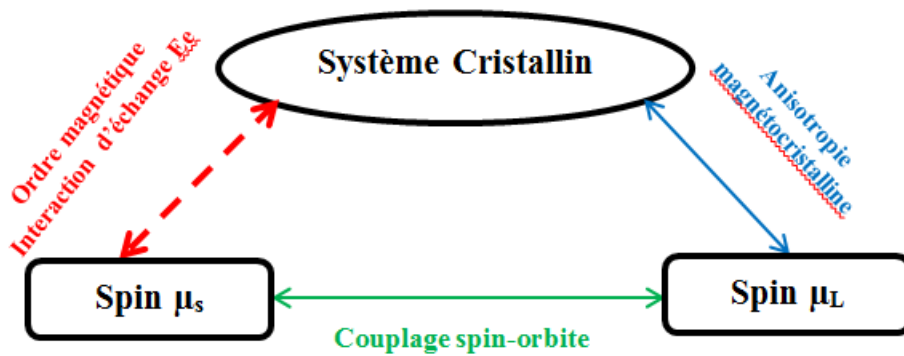 Système Cristallin
Ordre magnétique
Interaction d'échange Ee
Anisotropie
magnétocristalline
Spin μs
Spin μL
Couplage spin-orbite